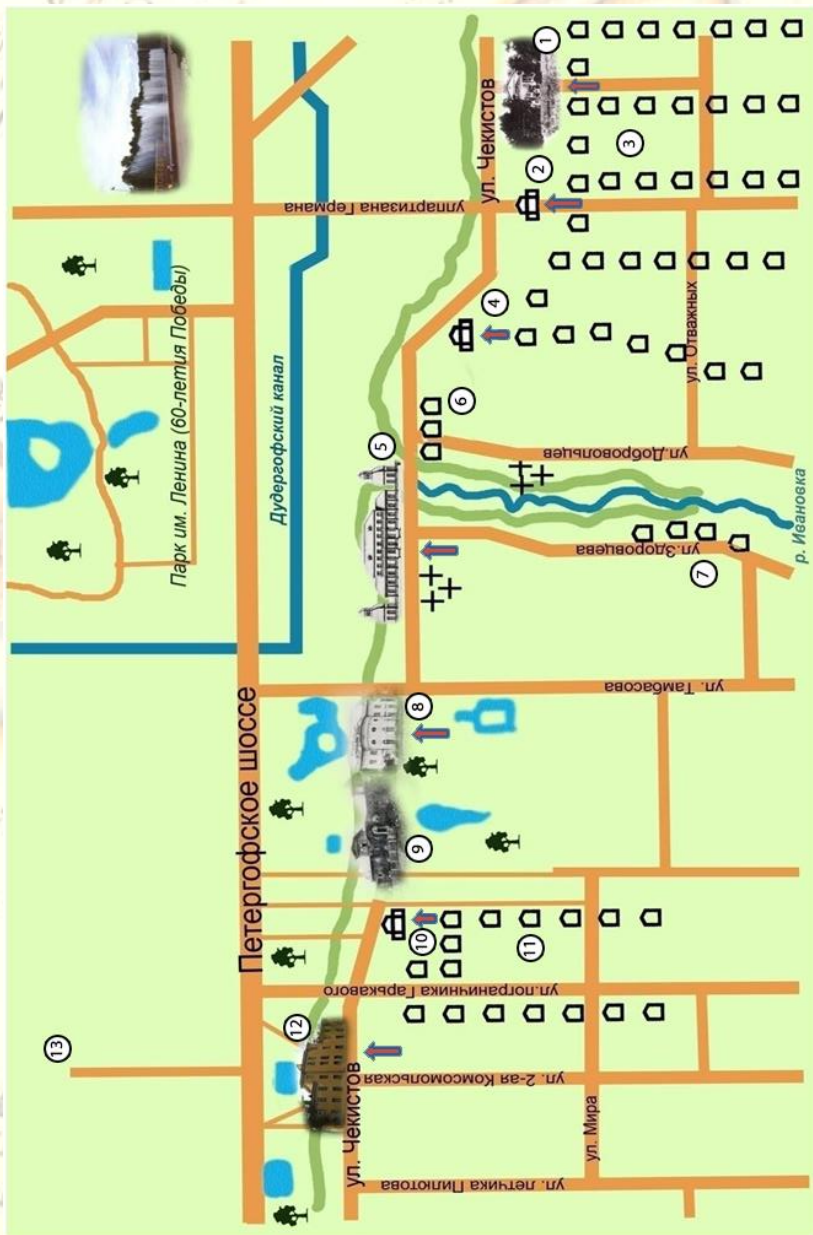 13
Петергофское шоссе
Парк им. Ленина (60-летия Победы)
Дудергофский канал
ул. Чекистов
12
ул. летчика Пилютова
ул. 2-ая Комсомольская
ул.пограничника Гарькавого
ул. Мира
10
11
9
8
ул. Тамбасова
5
ул.Здоровцева
7
р. Ивановка
ул.Добровольцев
6
4
ул. Отважных
улпартизана Германа
ул. Чекистов
2
3
1